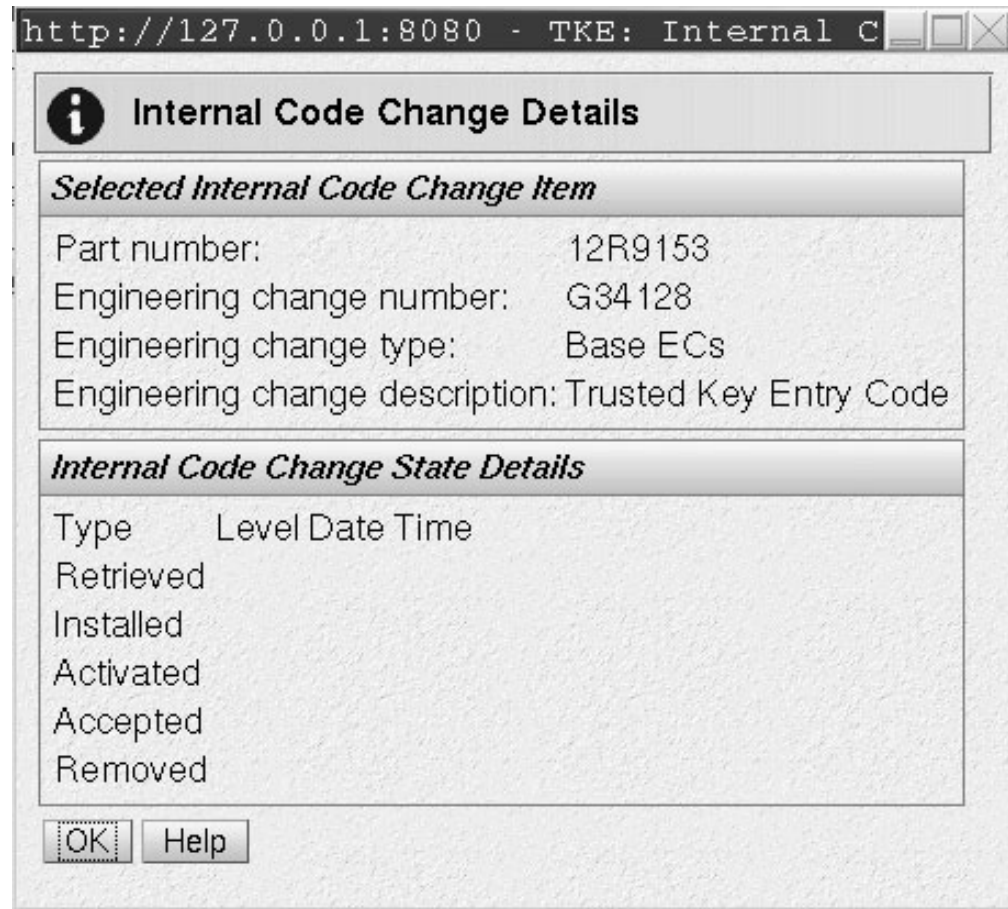 http://127.0.0.1:8080 - TKE: Internal C
Internal Code Change Details
Selected Internal Code Change Item
Part number: 12R9153
Engineering change number: G34128
Engineering change type: Base ECs
Engineering change description: Trusted Key Entry Code
Internal Code Change State Details
Type Level Date Time
Retrieved
Installed
Activated
Accepted
Removed
OK Help